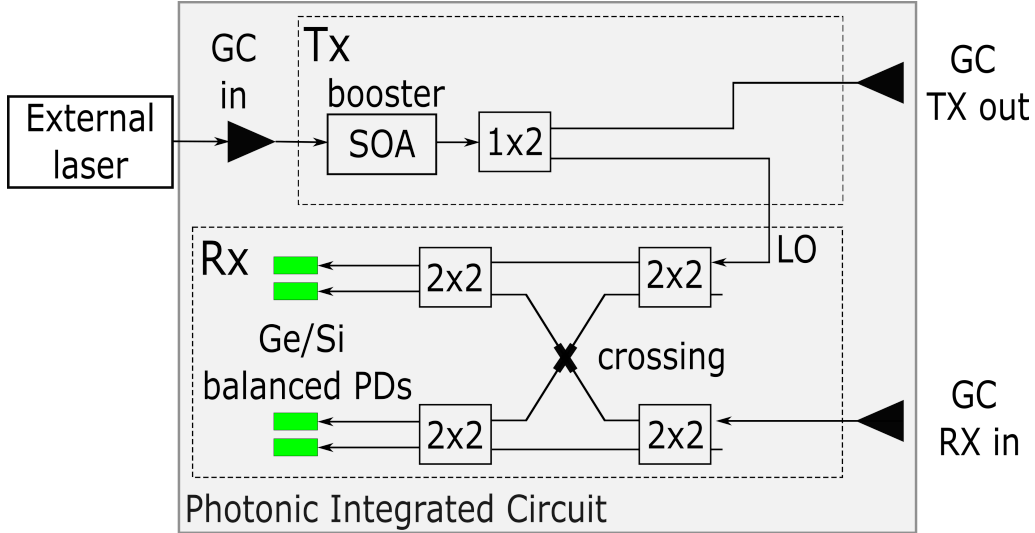 GC
in
Tx
GC
TX out
booster
External
laser
SOA
1x2
Rx
LO
2x2
2x2
Ge/Si
balanced PDs
crossing
GC
RX in
2x2
2x2
Photonic Integrated Circuit